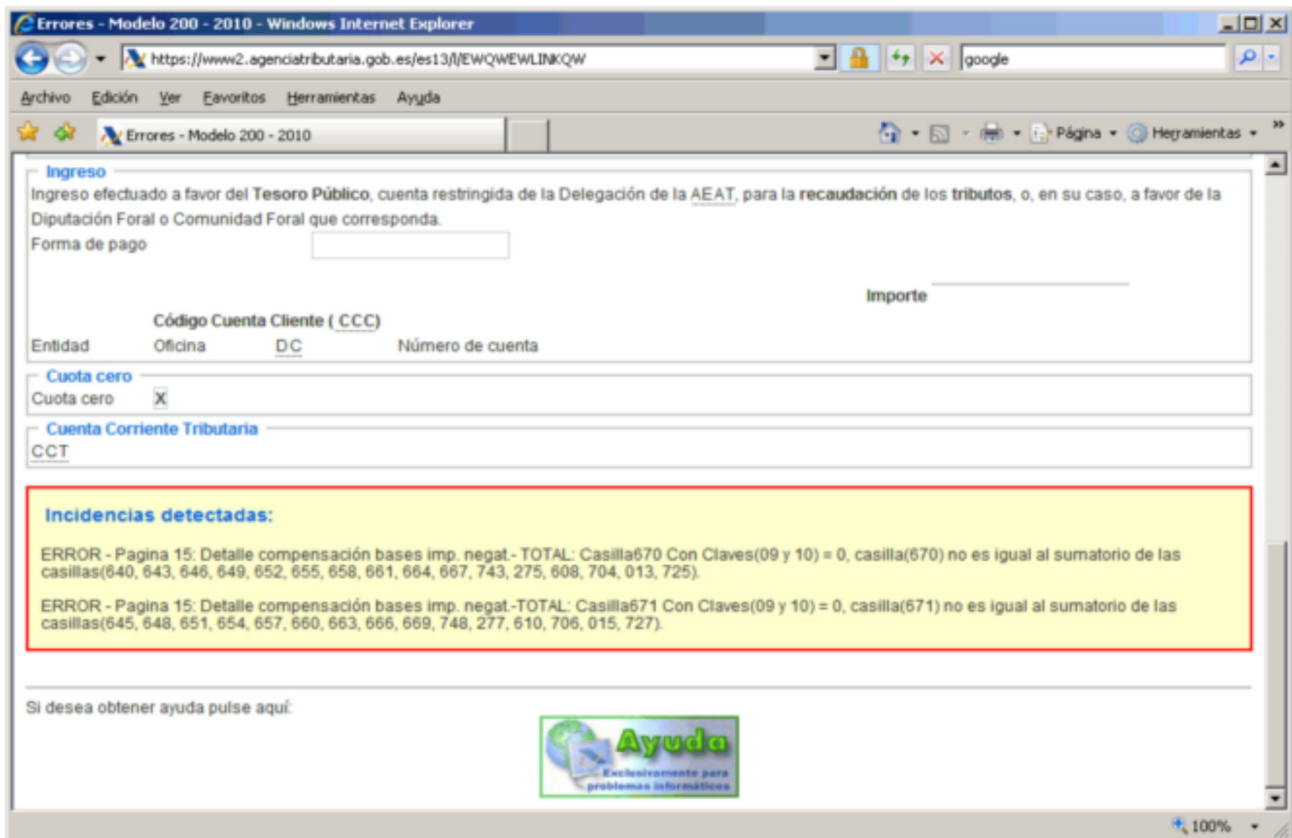 Errores - Modelo 200 - 2010 - Windows Internet Explorer
https://www2.agenciatributaria.gob.es/es13/l/EWQWEWLINKQW
google
Archivo Edición Ver Favoritos Herramientas Ayuda
Errores - Modelo 200 - 2010
Página Herramientas »
Ingreso
Ingreso efectuado a favor del Tesoro Público, cuenta restringida de la Delegación de la AEAT, para la recaudación de los tributos, o, en su caso, a favor de la
Diputación Foral o Comunidad Foral que corresponda.
Forma de pago
Importe
Código Cuenta Cliente ( CCC)
Entidad Oficina DC Número de cuenta
Cuota cero
Cuota cero X
Cuenta Corriente Tributaria
CCT
Incidencias detectadas:
ERROR - Pagina 15: Detalle compensación bases imp. negat.- TOTAL: Casilla670 Con Claves(09 y 10) = 0, casilla(670) no es igual al sumatorio de las
casillas(640, 643, 646, 649, 652, 655, 658, 661, 664, 667, 743, 275, 608, 704, 013, 725).
ERROR - Pagina 15: Detalle compensación bases imp. negat.-TOTAL: Casilla671 Con Claves(09 y 10) = 0, casilla(671) no es igual al sumatorio de las
casillas(645, 648, 651, 654, 657, 660, 663, 666, 669, 748, 277, 610, 706, 015, 727).
Si desea obtener ayuda pulse aquí:
Ayuda
Exclusivamente para
problemas informáticos
100%